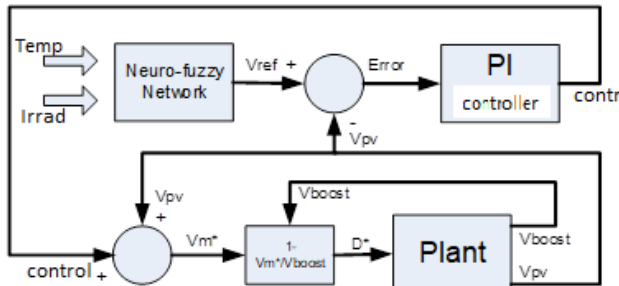 Temp
Irrad
Neuro-fuzzy
Network
Vref +
Error
PI
controller
contr
-
Vpv
Vpv
+
Vboost
control +
Vm*
1-
Vm*/Vboost
D*
Plant
Vboost
Vpv